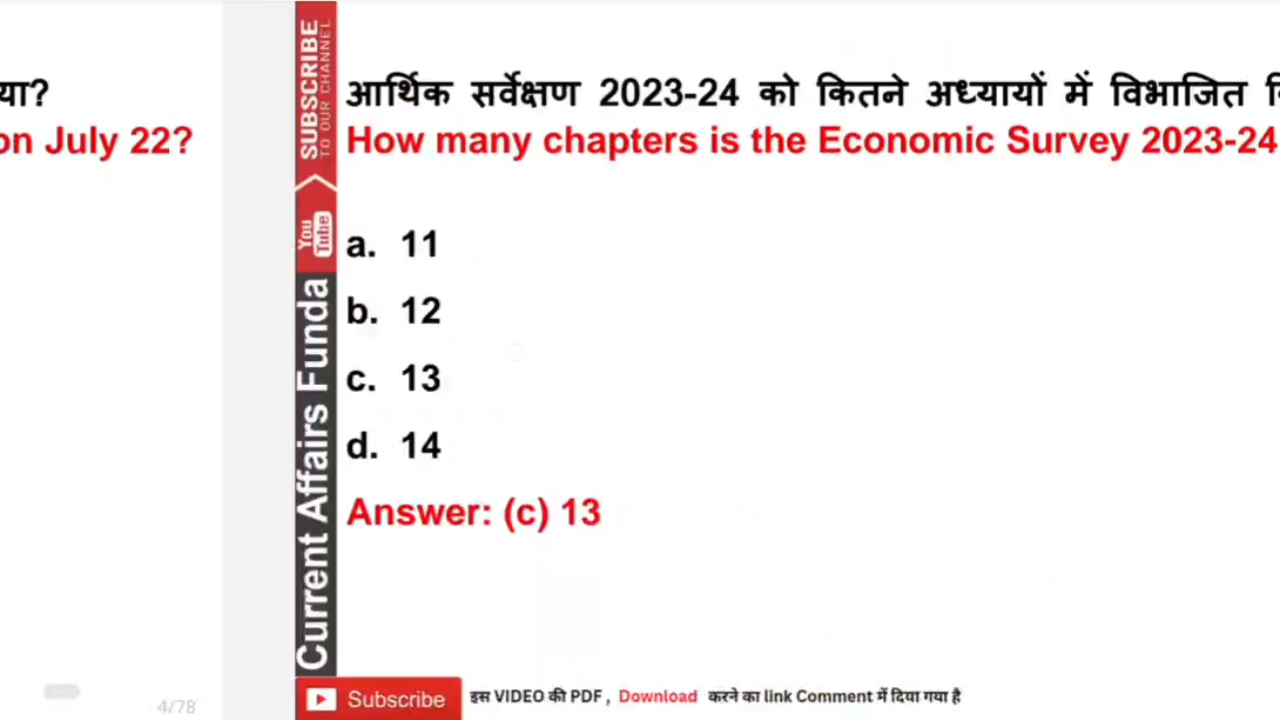 या?
on July 22?
4/78
SUBSCRIBE
TO OUR CHANNEL
You Tube
Current Affairs Funda
आर्थिक सर्वेक्षण 2023-24 को कितने अध्यायों में विभाजित
How many chapters is the Economic Survey 2023-24
a. 11
b. 12
c. 13
d. 14
Answer: (c) 13
Subscribe
इस VIDEO की PDF , Download करने का link Comment में दिया गया है